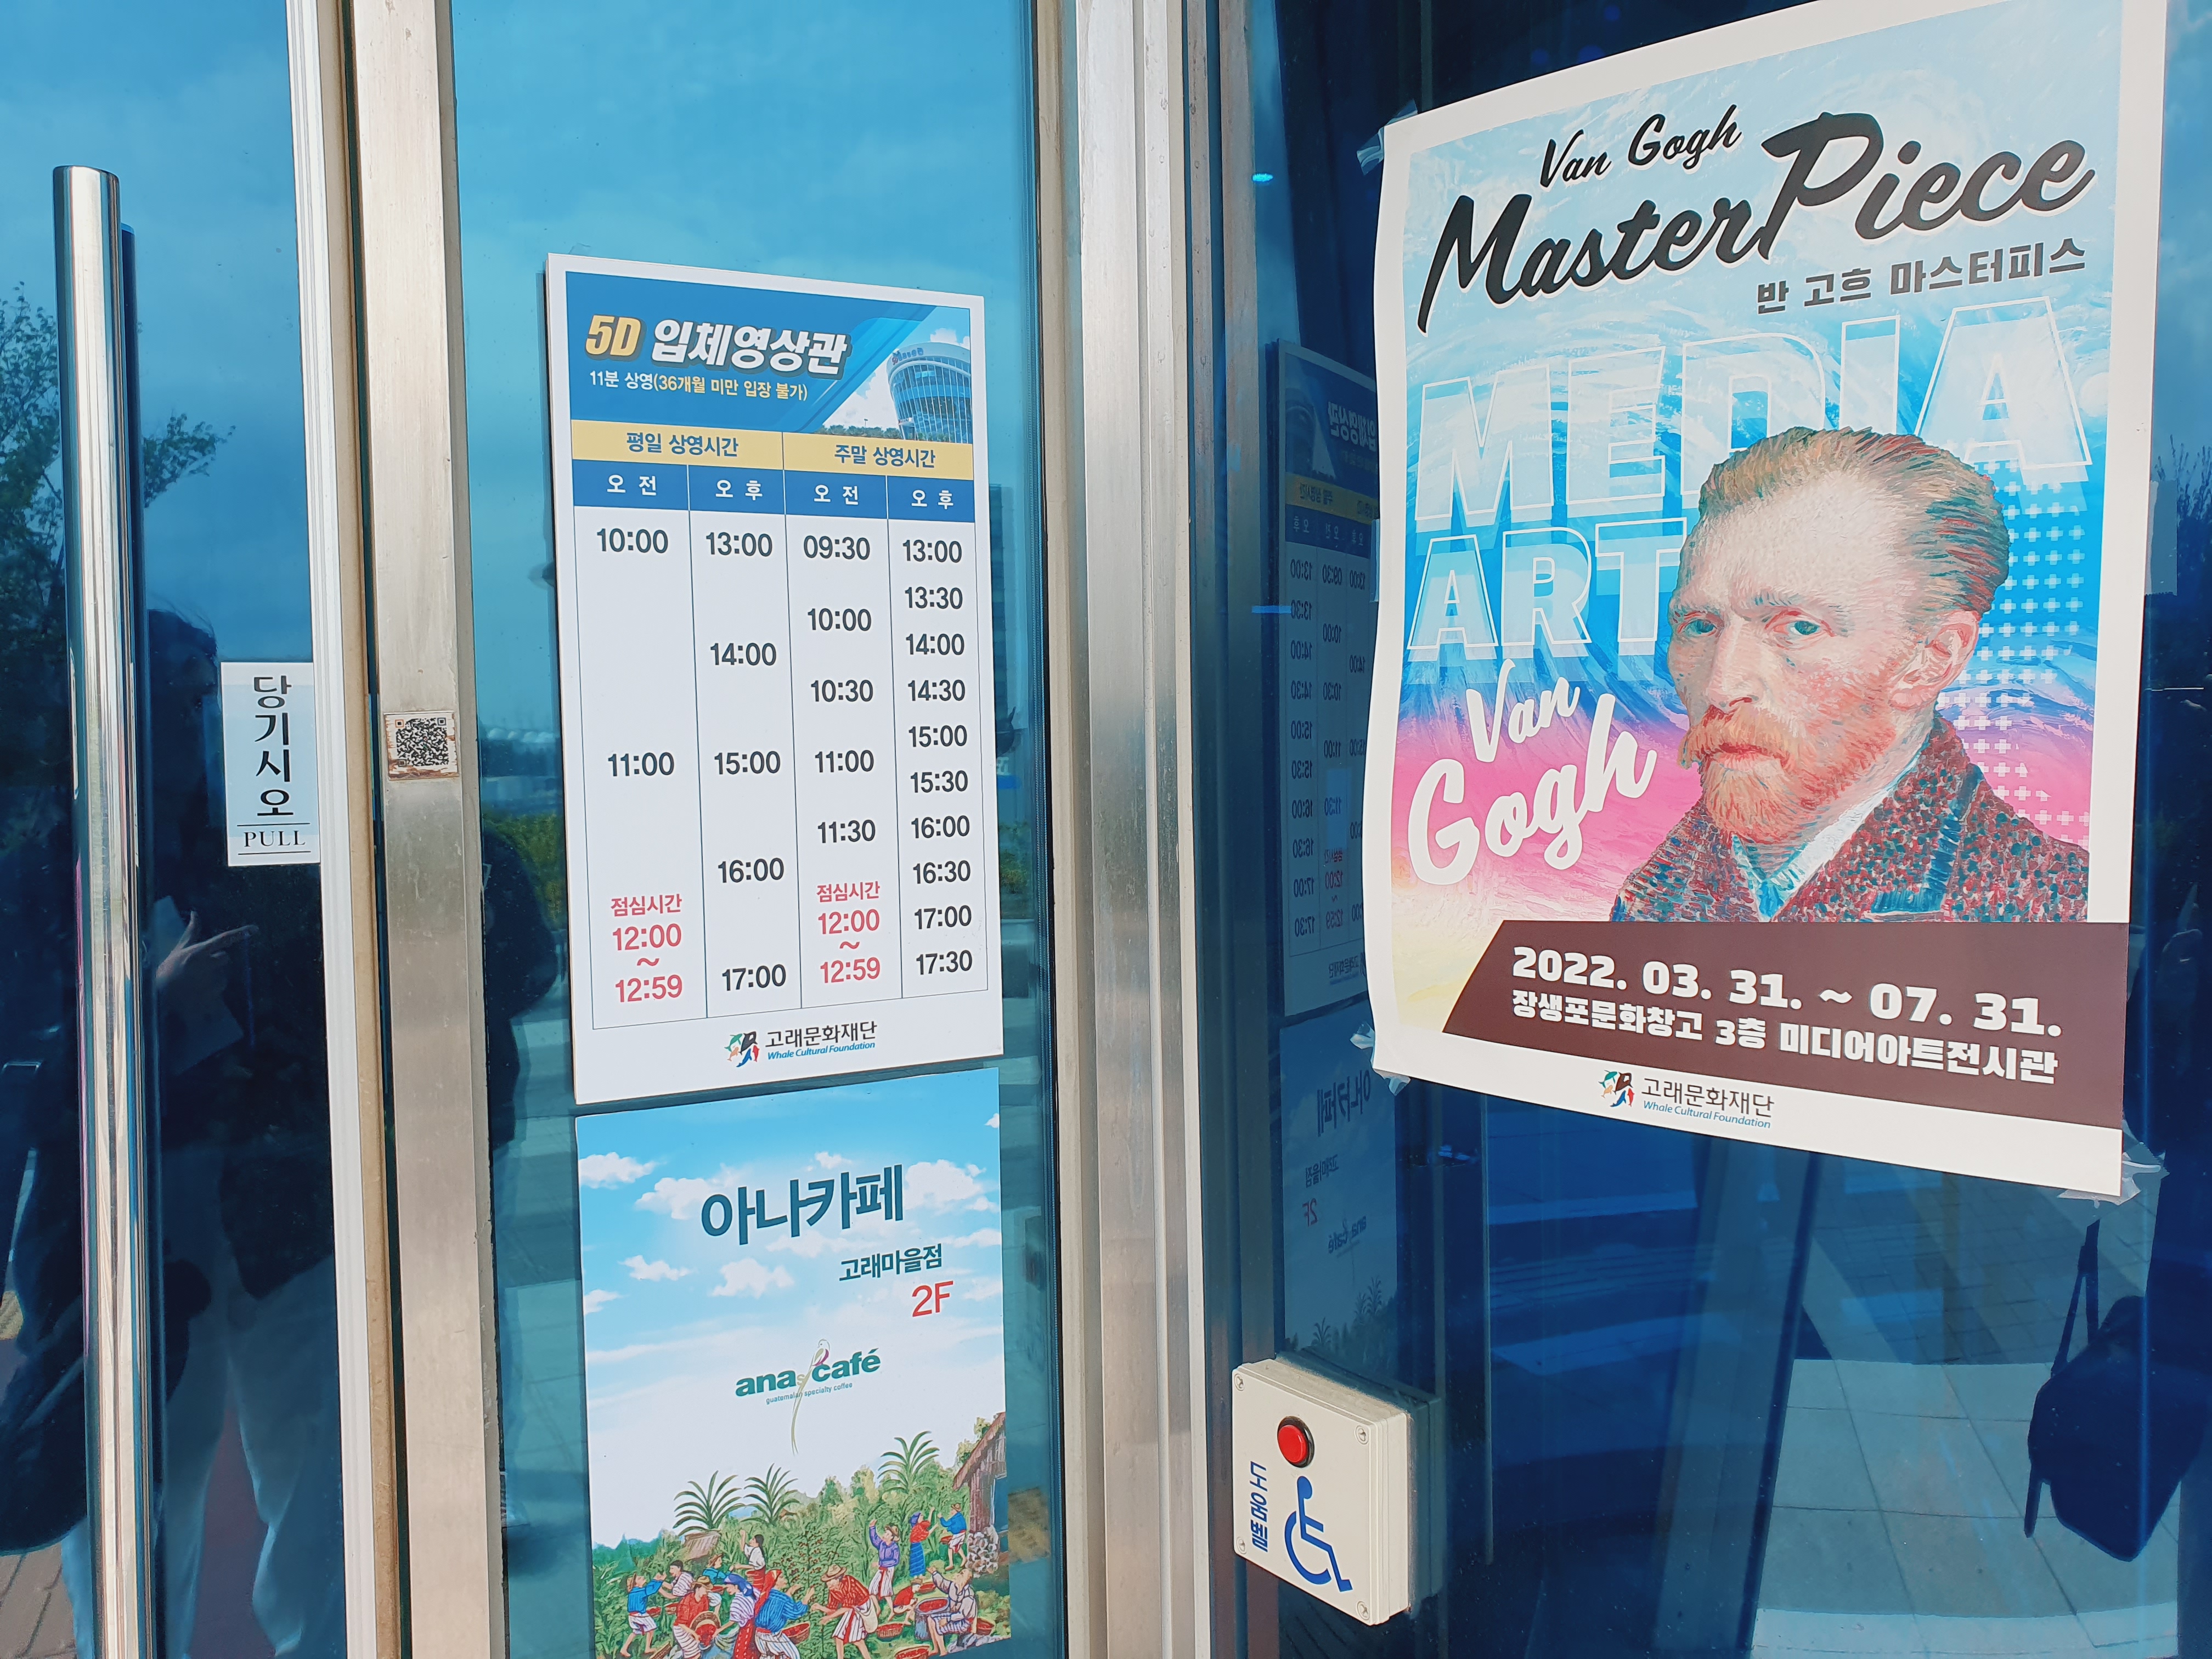 당기시오
PULL
5D 입체영상관
11분 상영(36개월 미만 입장 불가)
평일 상영시간 주말 상영시간
오 전 오 후 오 전 오 후
10:00 13:00 09:30 13:00
13:30
10:00
14:00 14:00
10:30 14:30
15:00
11:00 15:00 11:00
15:30
11:30 16:00
16:00 16:30
점심시간 점심시간
12:00 12:00 17:00
~ ~
12:59 17:00 12:59 17:30
고래문화재단
Whale Cultural Foundation
아나카페
고래마을점
2F
anacafé
guatemalan specialty coffee
Van Gogh
MasterPiece
반 고흐 마스터피스
MEDIA
ART
Van
Gogh
2022. 03. 31. ~ 07. 31.
장생포문화창고 3층 미디어아트전시관
고래문화재단
Whale Cultural Foundation
도움벨